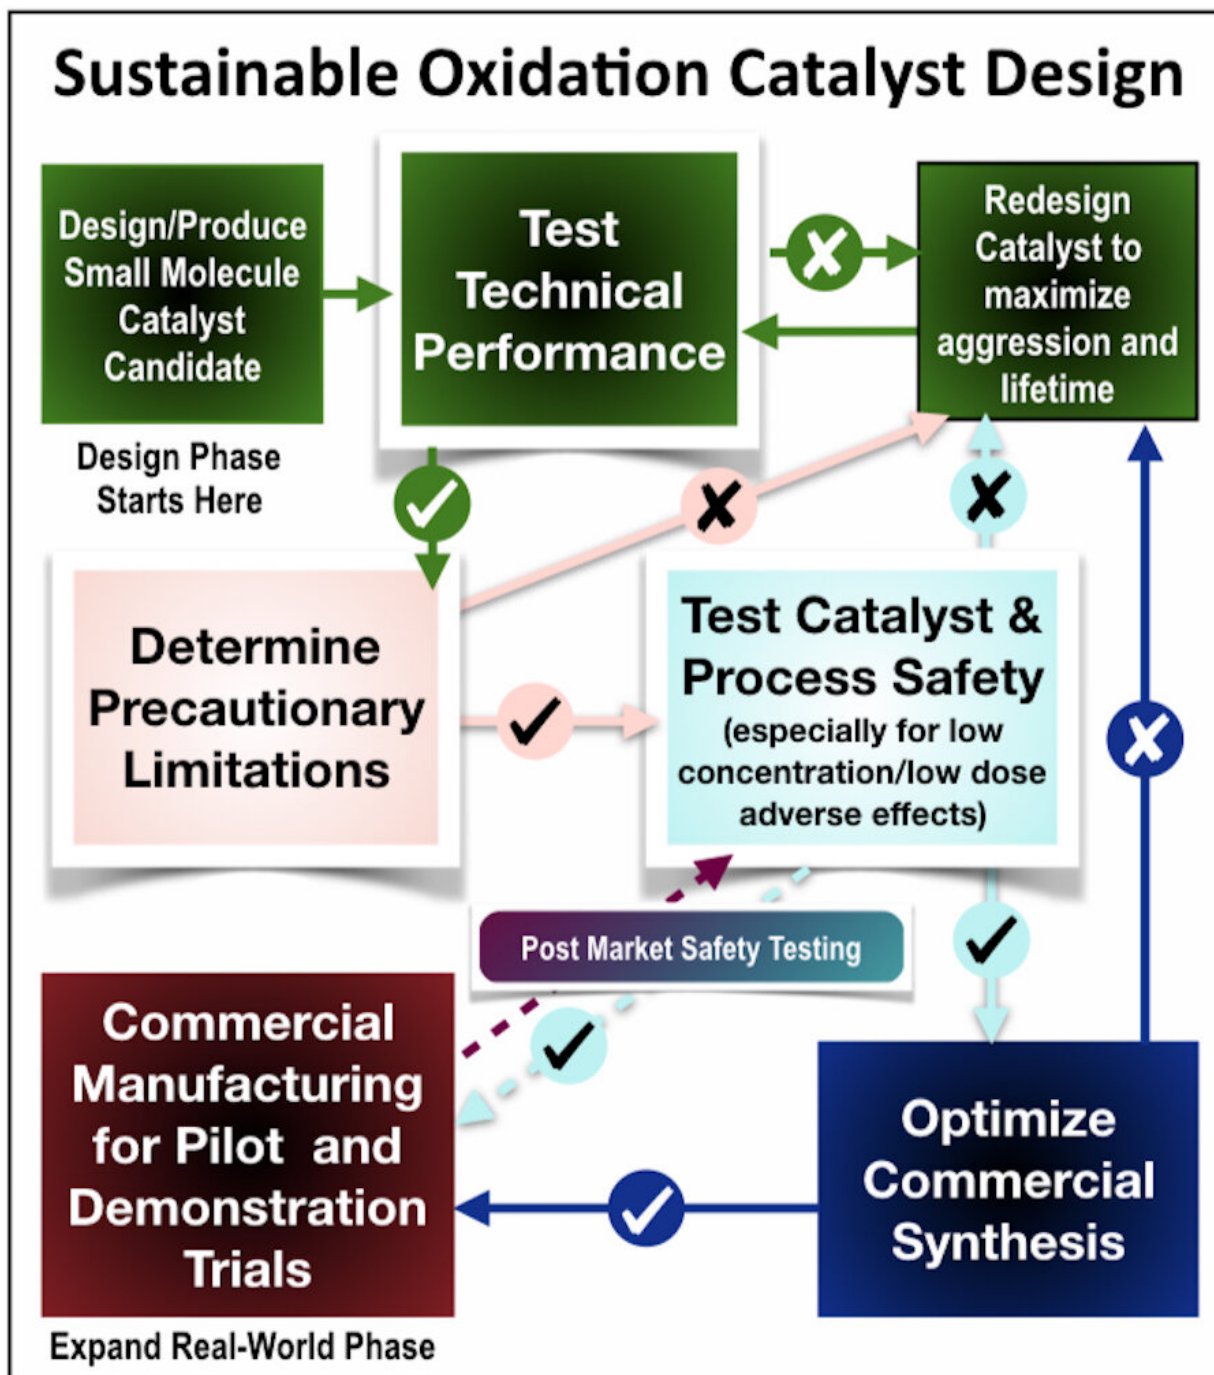 Sustainable Oxidation Catalyst Design
Design/Produce
Small Molecule
Catalyst
Candidate
Design Phase
Starts Here
Test
Technical
Performance
Redesign
Catalyst to
maximize
aggression and
lifetime
Determine
Precautionary
Limitations
Test Catalyst &
Process Safety
(especially for low
concentration/low dose
adverse effects)
Post Market Safety Testing
Commercial
Manufacturing
for Pilot and
Demonstration
Trials
Expand Real-World Phase
Optimize
Commercial
Synthesis